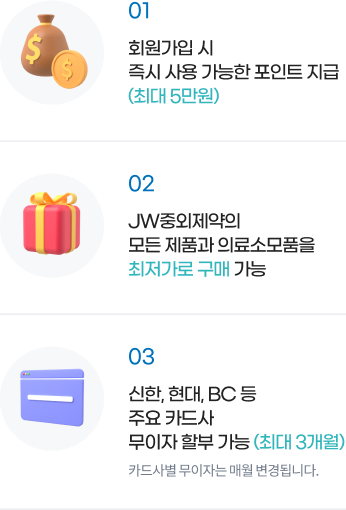 01
회원가입 시
즉시 사용 가능한 포인트 지급
(최대 5만원)
02
JW중외제약의
모든 제품과 의료소모품을
최저가로 구매 가능
03
신한, 현대, BC 등
주요 카드사
무이자 할부 가능 (최대 3개월)
카드사별 무이자는 매월 변경됩니다.